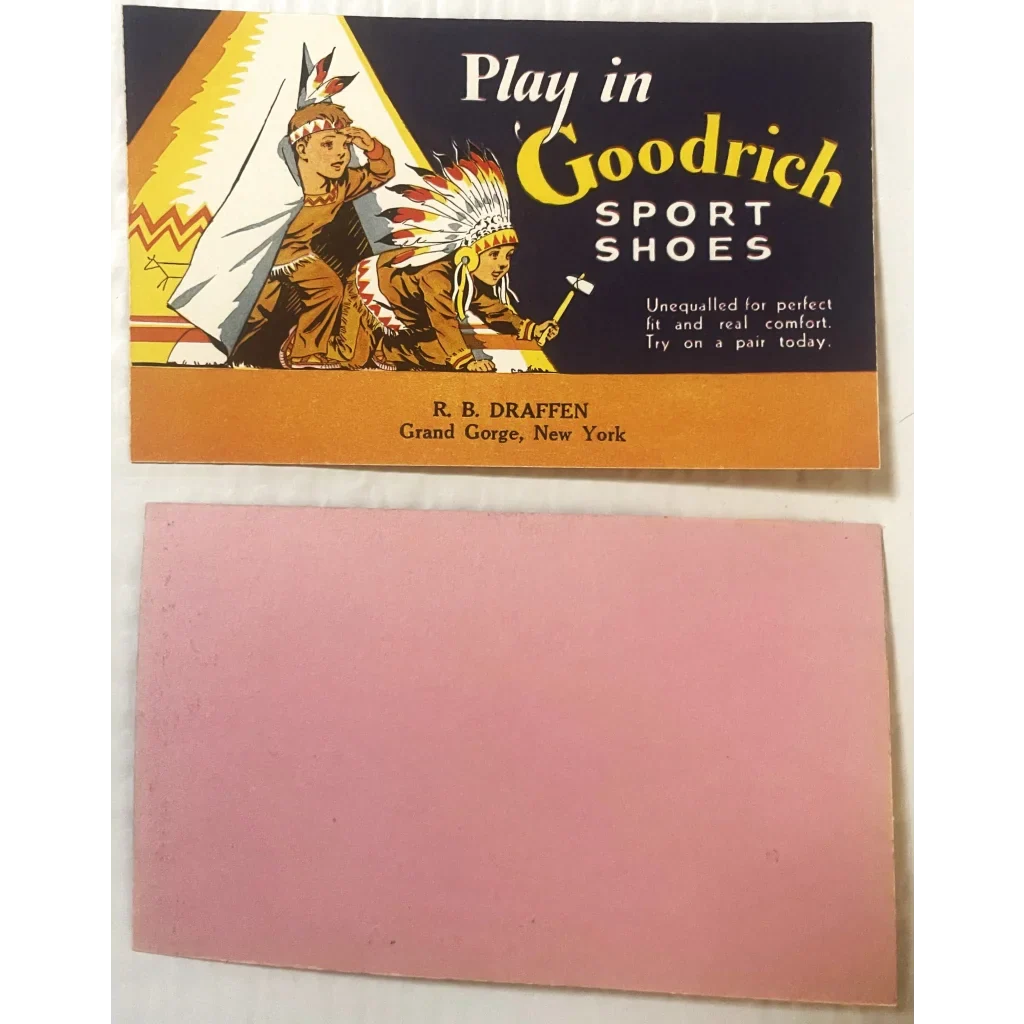 Play in
Goodrich
SPORT
SHOES
Unequalled for perfect
fit and real comfort.
Try on a pair today.
R. B. DRAFFEN
Grand Gorge, New York